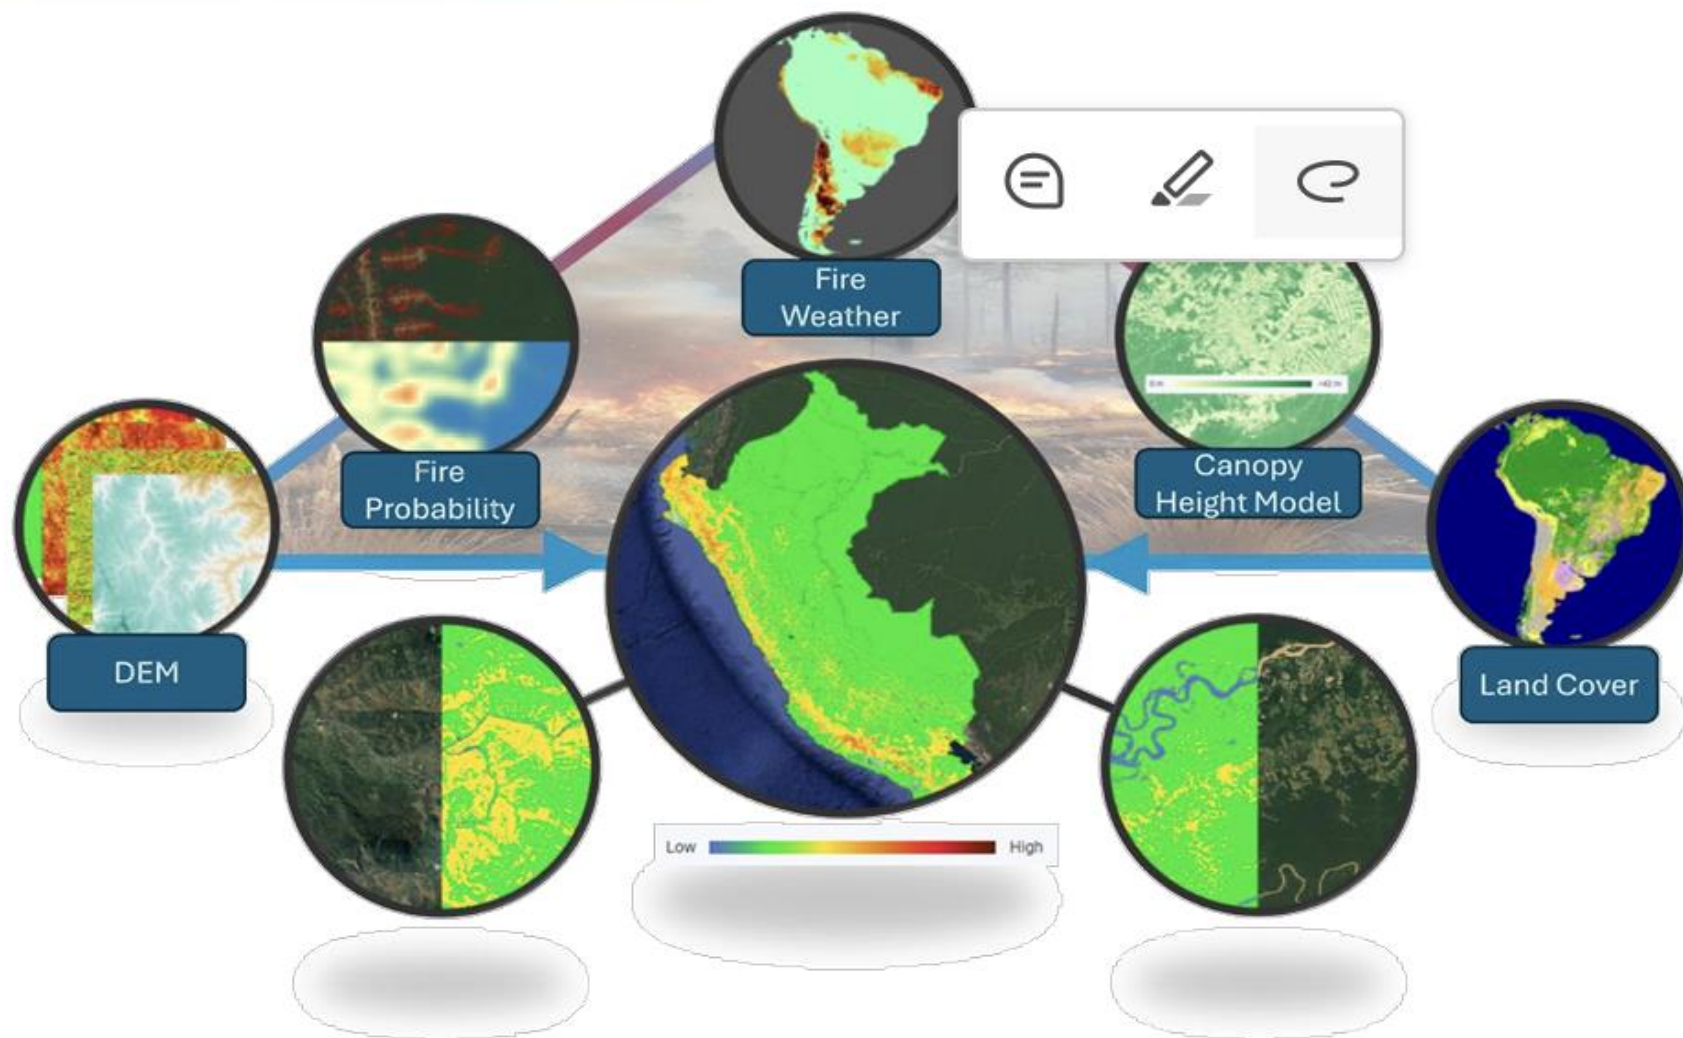 Fire
Weather
Fire
Probability
Canopy
Height Model
DEM
Land Cover
Low
High